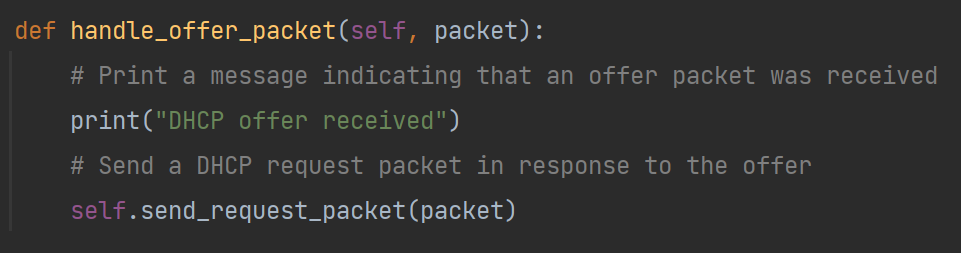 def handle_offer_packet(self, packet):
    # Print a message indicating that an offer packet was received
    print("DHCP offer received")
    # Send a DHCP request packet in response to the offer
    self.send_request_packet(packet)